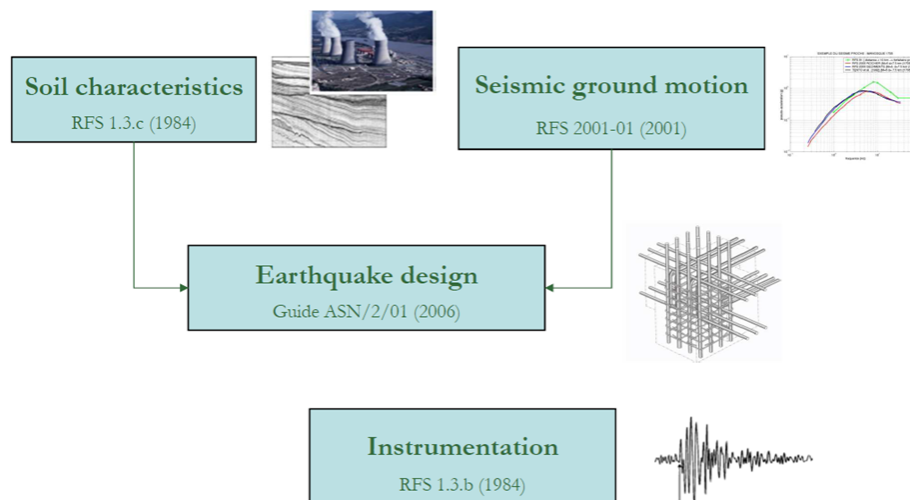 Soil characteristics
RFS 1.3.c (1984)
Seismic ground motion
RFS 2001-01 (2001)
Earthquake design
Guide ASN/2/01 (2006)
Instrumentation
RFS 1.3.b (1984)